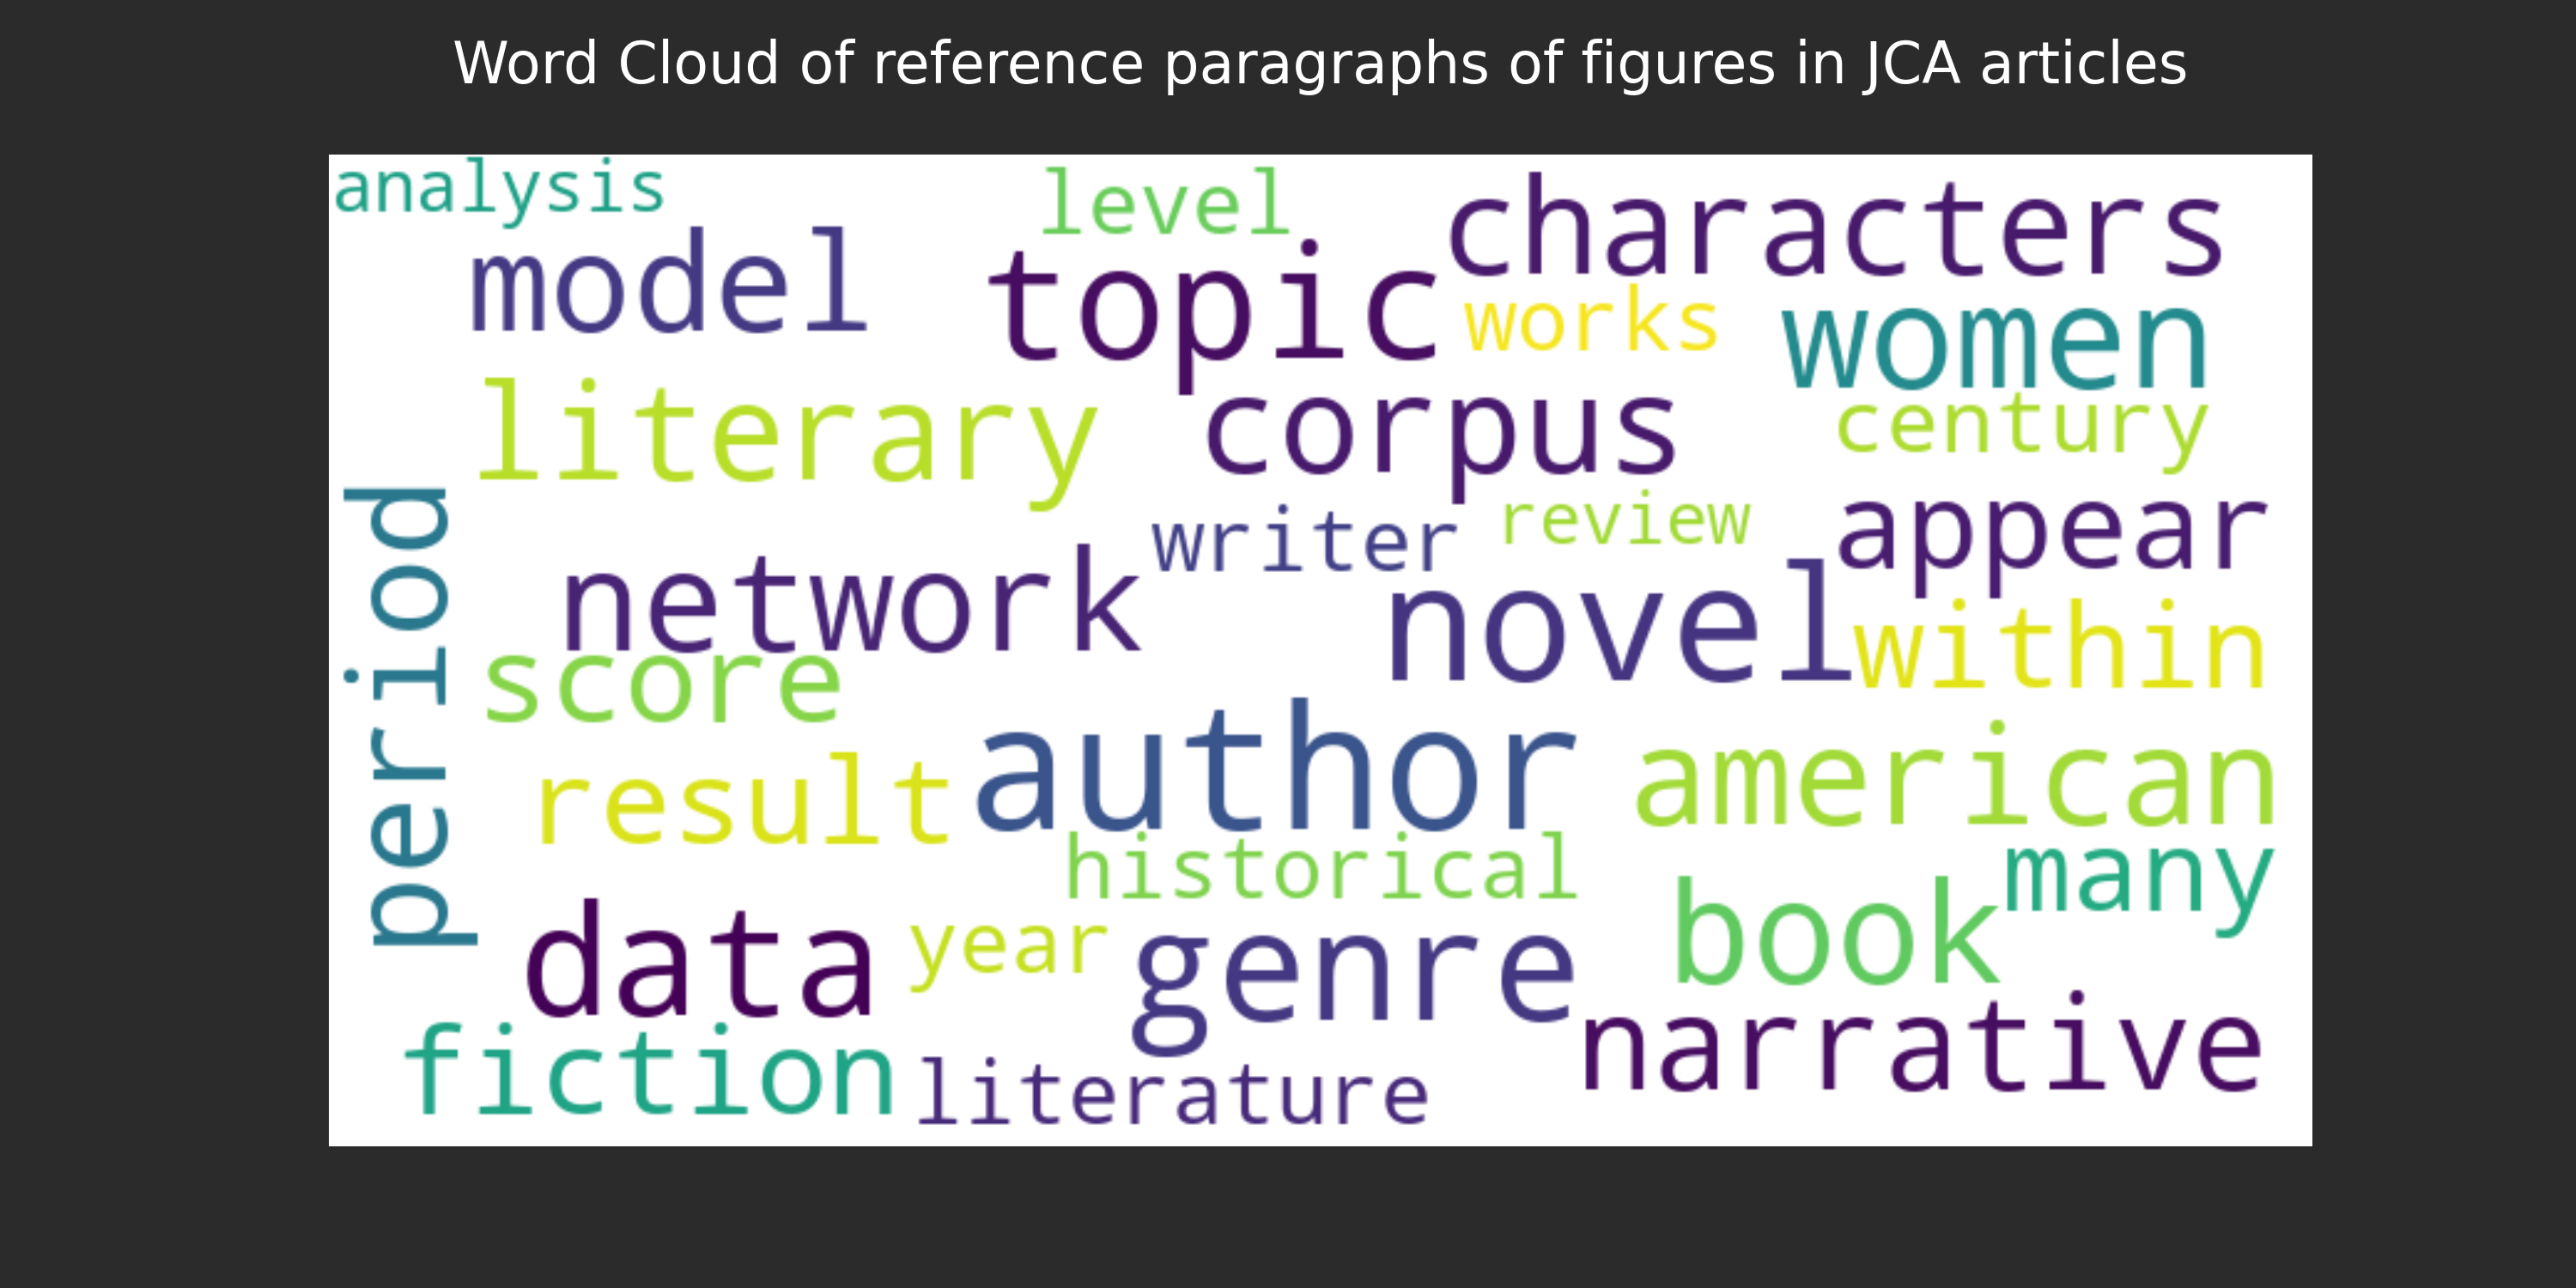 Word Cloud of reference paragraphs of figures in JCA articles
analysis
level
characters
model
topic
works
women
literary
corpus
century
period
writer
review
appear
network
novel
within
score
author
american
result
historical
many
data
year
genre
book
fiction
literature
narrative